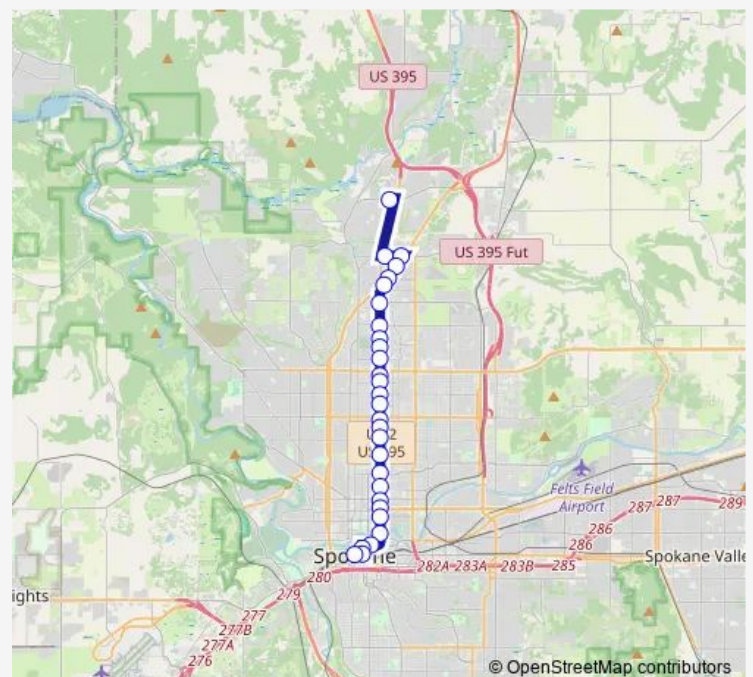 US 395
US 395 Fut
Felts Field
Airport
287
287
289
286
286
Spokane Valle
282A
283A
283B
285
280
279
ights
277
277B
277A
276
© OpenStreetMap contributors